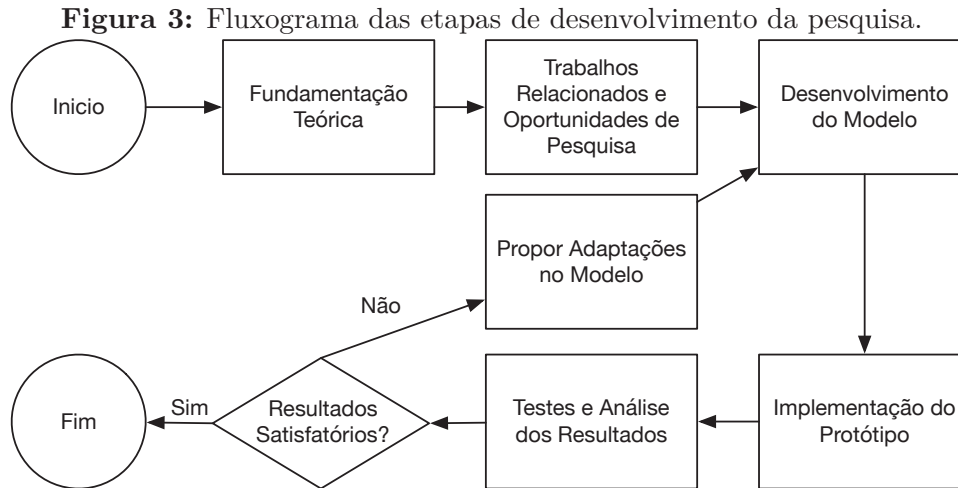 Figura 3: Fluxograma das etapas de desenvolvimento da pesquisa.
Inicio
Fundamentação
Teórica
Trabalhos
Relacionados e
Oportunidades de
Pesquisa
Desenvolvimento
do Modelo
Propor Adaptações
no Modelo
Não
Fim
Sim
Resultados
Satisfatórios?
Testes e Análise
dos Resultados
Implementação do
Protótipo